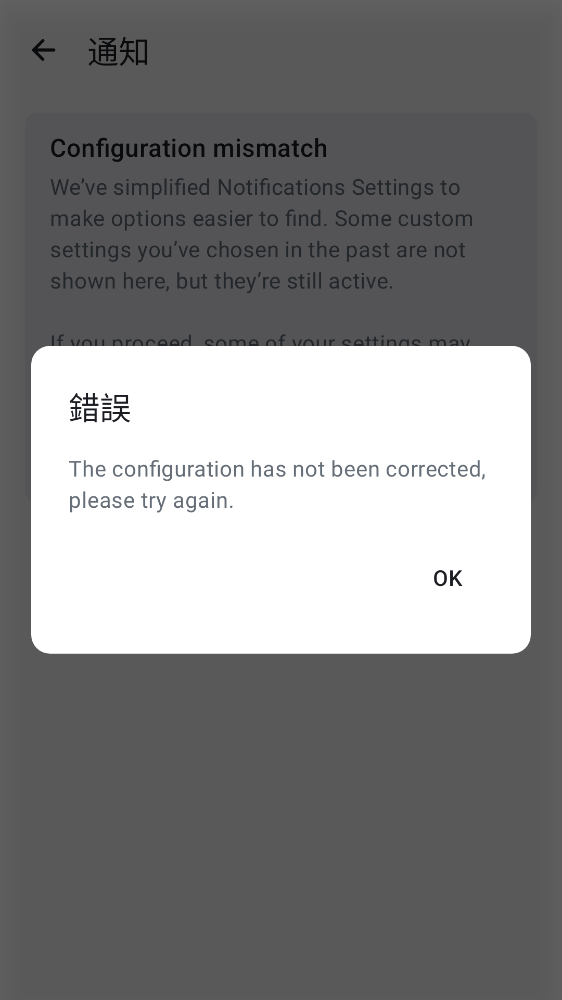 通知
Configuration mismatch
We've simplified Notifications Settings to
make options easier to find. Some custom
settings you've chosen in the past are not
shown here, but they're still active.
If you proceed, some of your settings may
錯誤
The configuration has not been corrected,
please try again.
OK